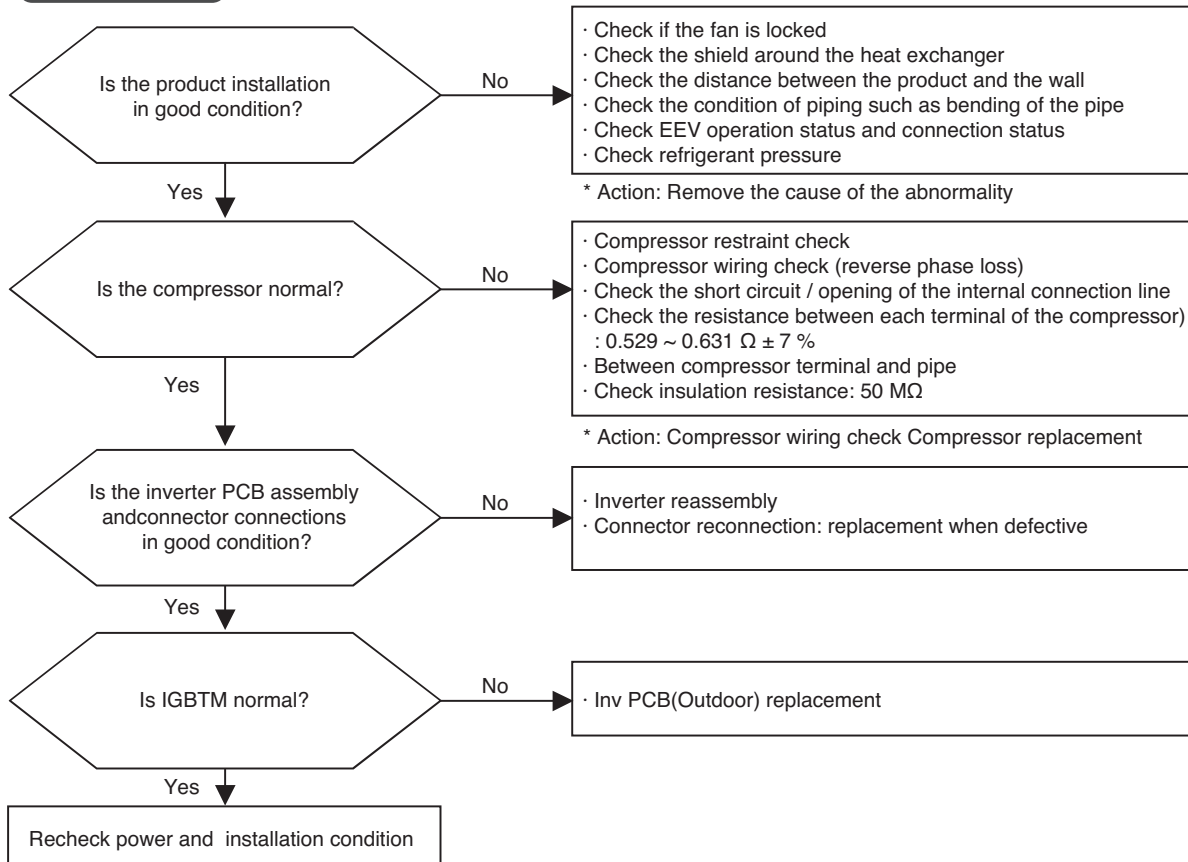 Is the product installation
in good condition?
No
· Check if the fan is locked
· Check the shield around the heat exchanger
· Check the distance between the product and the wall
· Check the condition of piping such as bending of the pipe
· Check EEV operation status and connection status
· Check refrigerant pressure
* Action: Remove the cause of the abnormality
Yes
Is the compressor normal?
No
· Compressor restraint check
· Compressor wiring check (reverse phase loss)
· Check the short circuit / opening of the internal connection line
· Check the resistance between each terminal of the compressor)
: 0.529 ~ 0.631 Ω ± 7 %
· Between compressor terminal and pipe
· Check insulation resistance: 50 MΩ
* Action: Compressor wiring check Compressor replacement
Yes
Is the inverter PCB assembly
andconnector connections
in good condition?
No
· Inverter reassembly
· Connector reconnection: replacement when defective
Yes
Is IGBTM normal?
No
· Inv PCB(Outdoor) replacement
Yes
Recheck power and installation condition